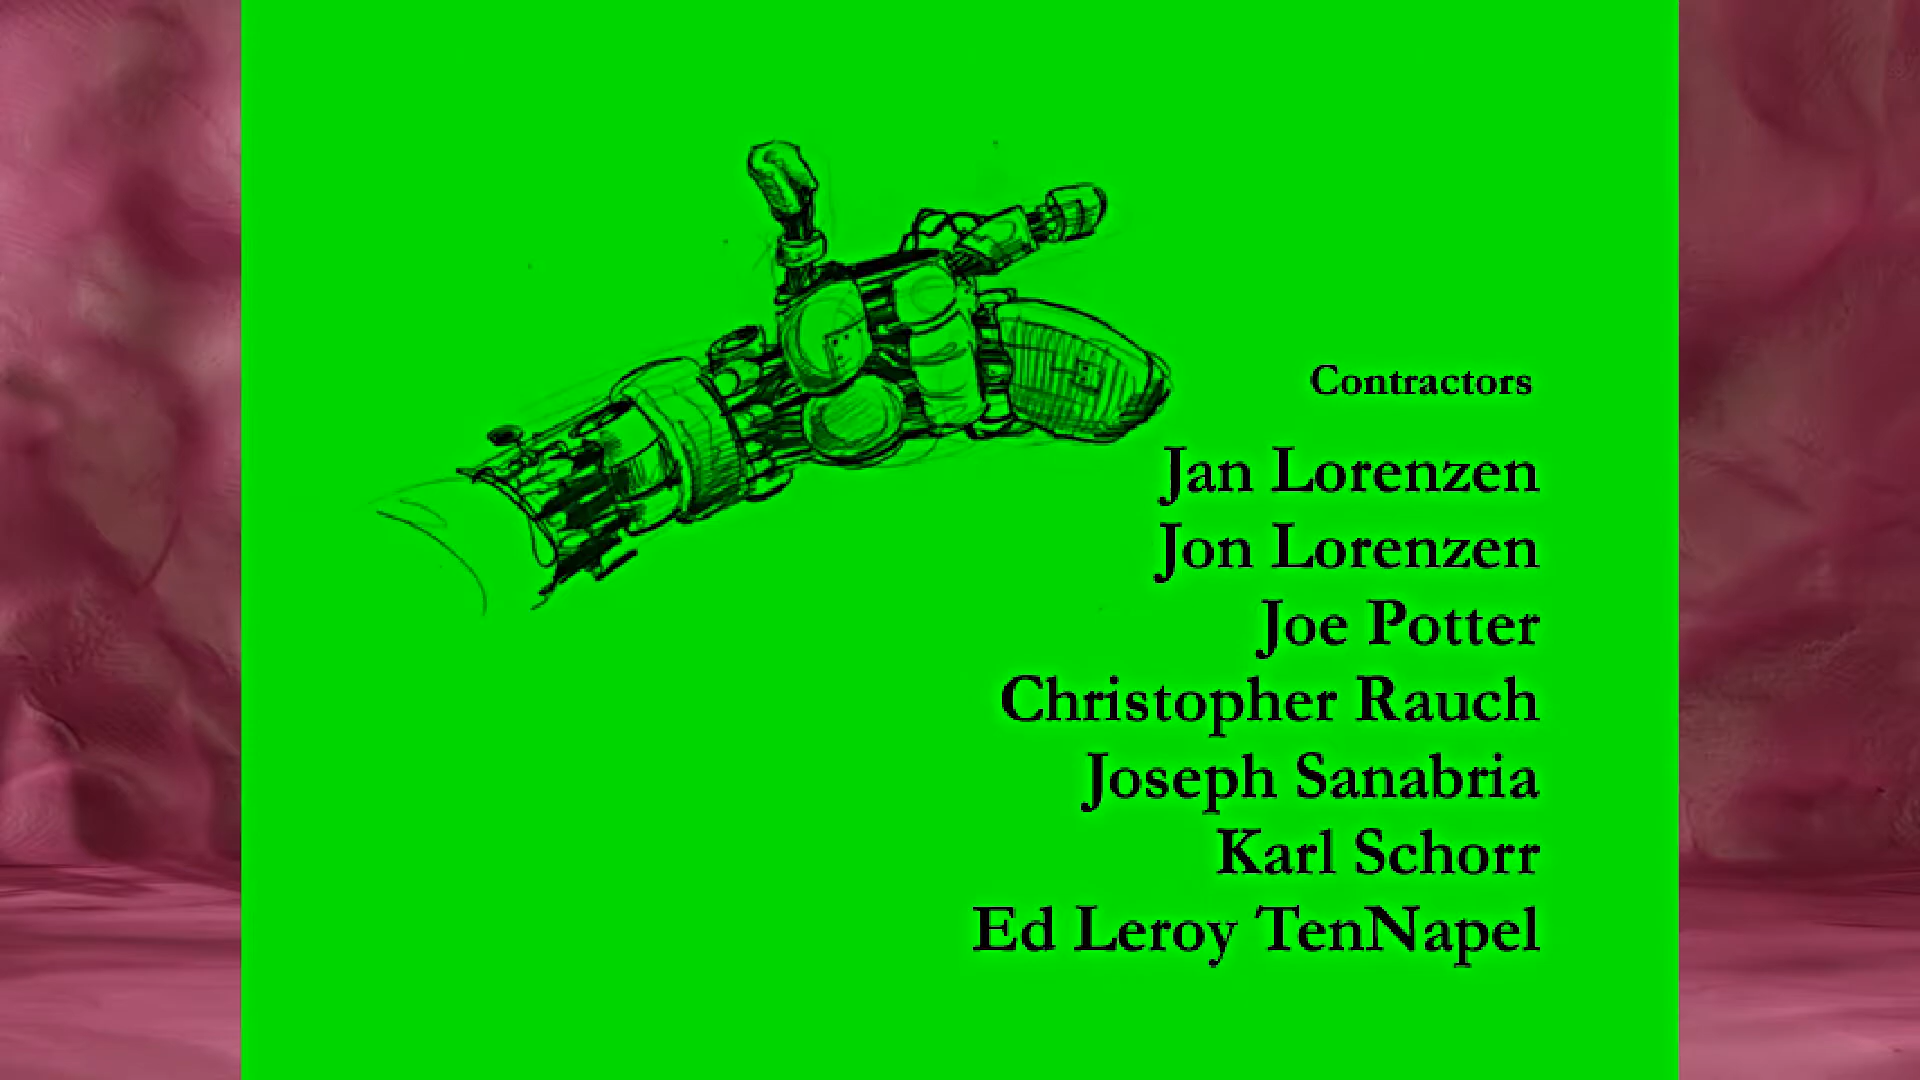 Contractors
Jan Lorenzen
Jon Lorenzen
Joe Potter
Christopher Rauch
Joseph Sanabria
Karl Schorr
Ed Leroy TenNapel